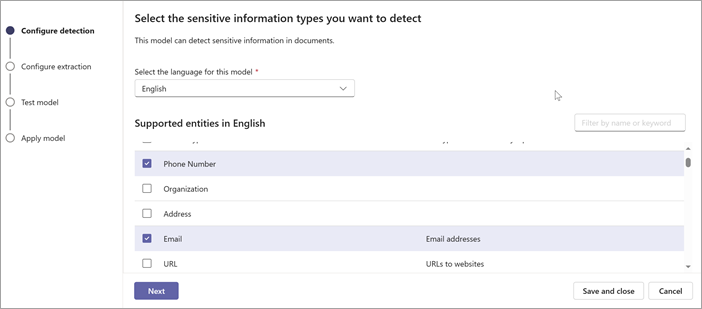 Configure detection
Configure extraction
Test model
Apply model
Select the sensitive information types you want to detect
This model can detect sensitive information in documents.
Select the language for this model *
English
Supported entities in English
Filter by name or keyword
Phone Number
Organization
Address
Email Email addresses
URL URLs to websites
Next
Save and close
Cancel